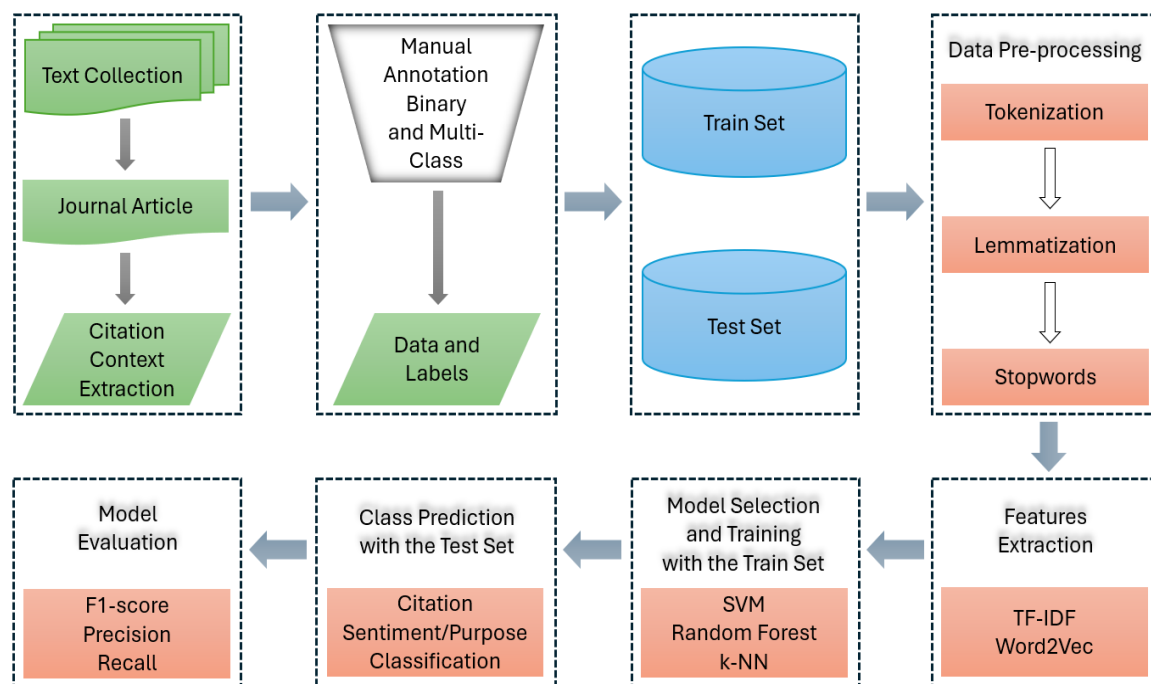 Text Collection
Journal Article
Citation
Context
Extraction
Manual
Annotation
Binary
and Multi-
Class
Data and
Labels
Train Set
Test Set
Data Pre-processing
Tokenization
Lemmatization
Stopwords
Features
Extraction
TF-IDF
Word2Vec
Model Selection
and Training
with the Train Set
SVM
Random Forest
k-NN
Class Prediction
with the Test Set
Citation
Sentiment/Purpose
Classification
Model
Evaluation
F1-score
Precision
Recall